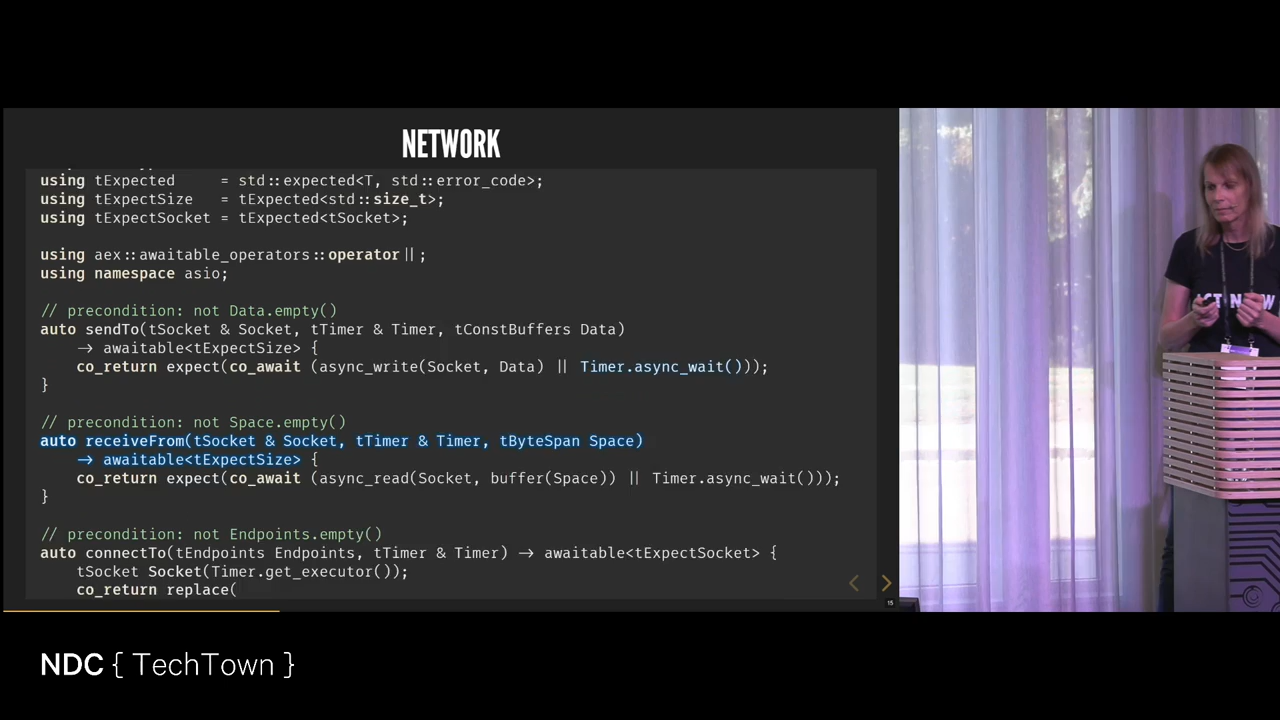 NETWORK
using tExpected = std::expected<T, std::error_code>;
using tExpectSize = tExpected<std::size_t>;
using tExpectSocket = tExpected<tSocket>;
using aex::awaitable_operators::operator||;
using namespace asio;
// precondition: not Data.empty()
auto sendTo(tSocket & Socket, tTimer & Timer, tConstBuffers Data)
-> awaitable<tExpectSize> {
co_return expect(co_await (async_write(Socket, Data) || Timer.async_wait()));
}
// precondition: not Space.empty()
auto receiveFrom(tSocket & Socket, tTimer & Timer, tByteSpan Space)
-> awaitable<tExpectSize> {
co_return expect(co_await (async_read(Socket, buffer(Space)) || Timer.async_wait()));
}
// precondition: not Endpoints.empty()
auto connectTo(tEndpoints Endpoints, tTimer & Timer) -> awaitable<tExpectSocket> {
tSocket Socket(Timer.get_executor());
co_return replace(
15
NDC { TechTown }